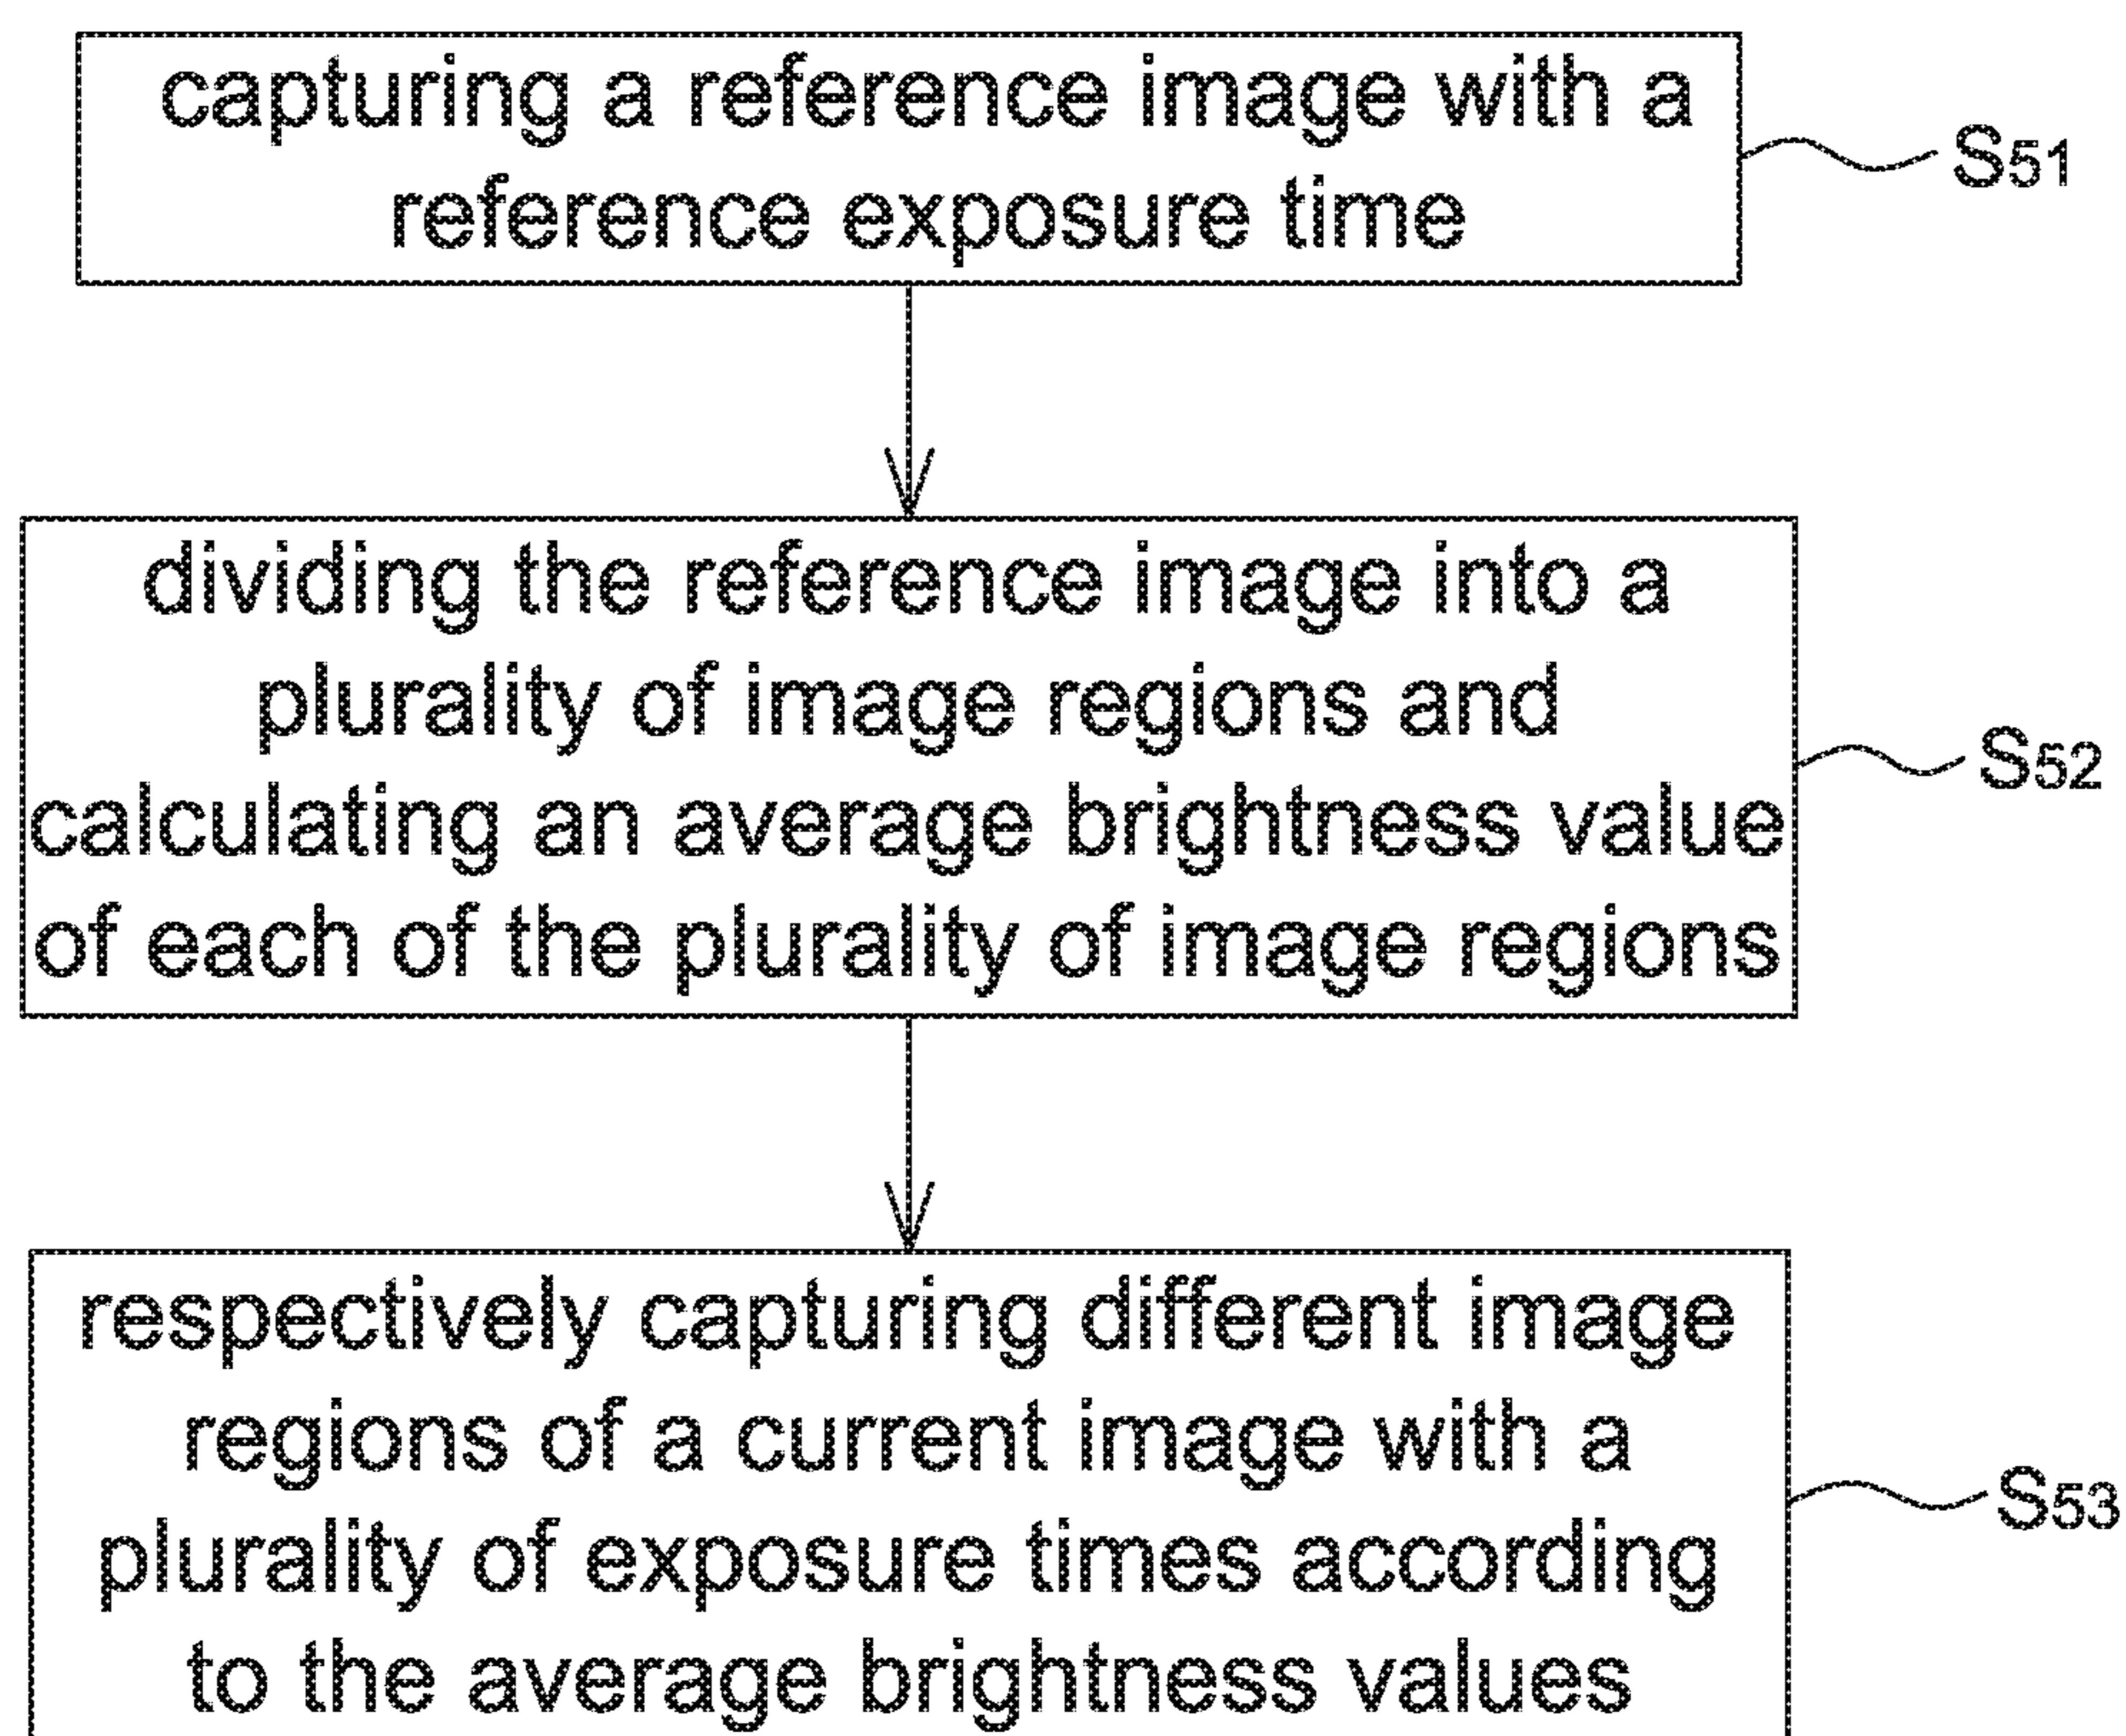 capturing a reference image with a
reference exposure time
S51
dividing the reference image into a
plurality of image regions and
calculating an average brightness value
of each of the plurality of image regions
S52
respectively capturing different image
regions of a current image with a
plurality of exposure times according
to the average brightness values
S53